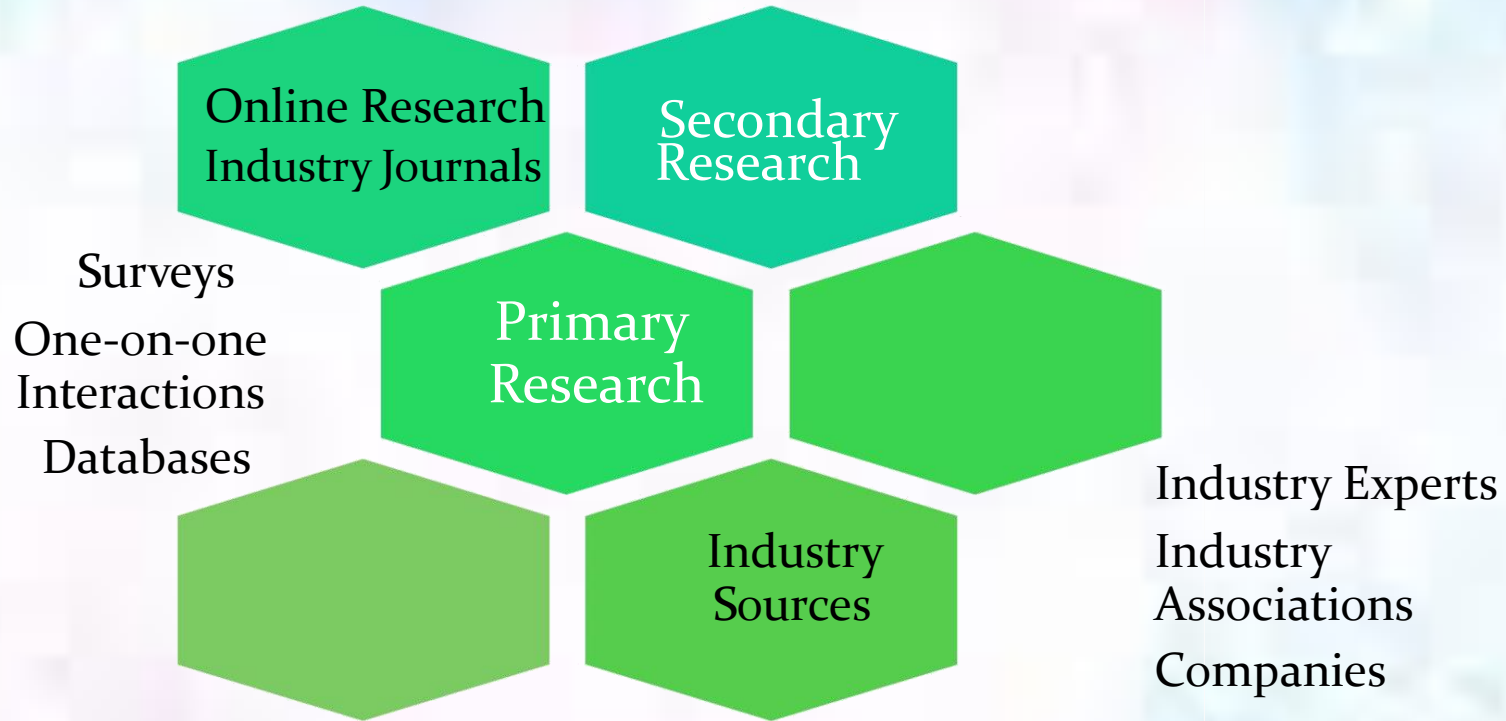 Online Research
Industry Journals
Secondary
Research
Surveys
One-on-one
Interactions
Databases
Primary
Research
Industry
Sources
Industry Experts
Industry
Associations
Companies